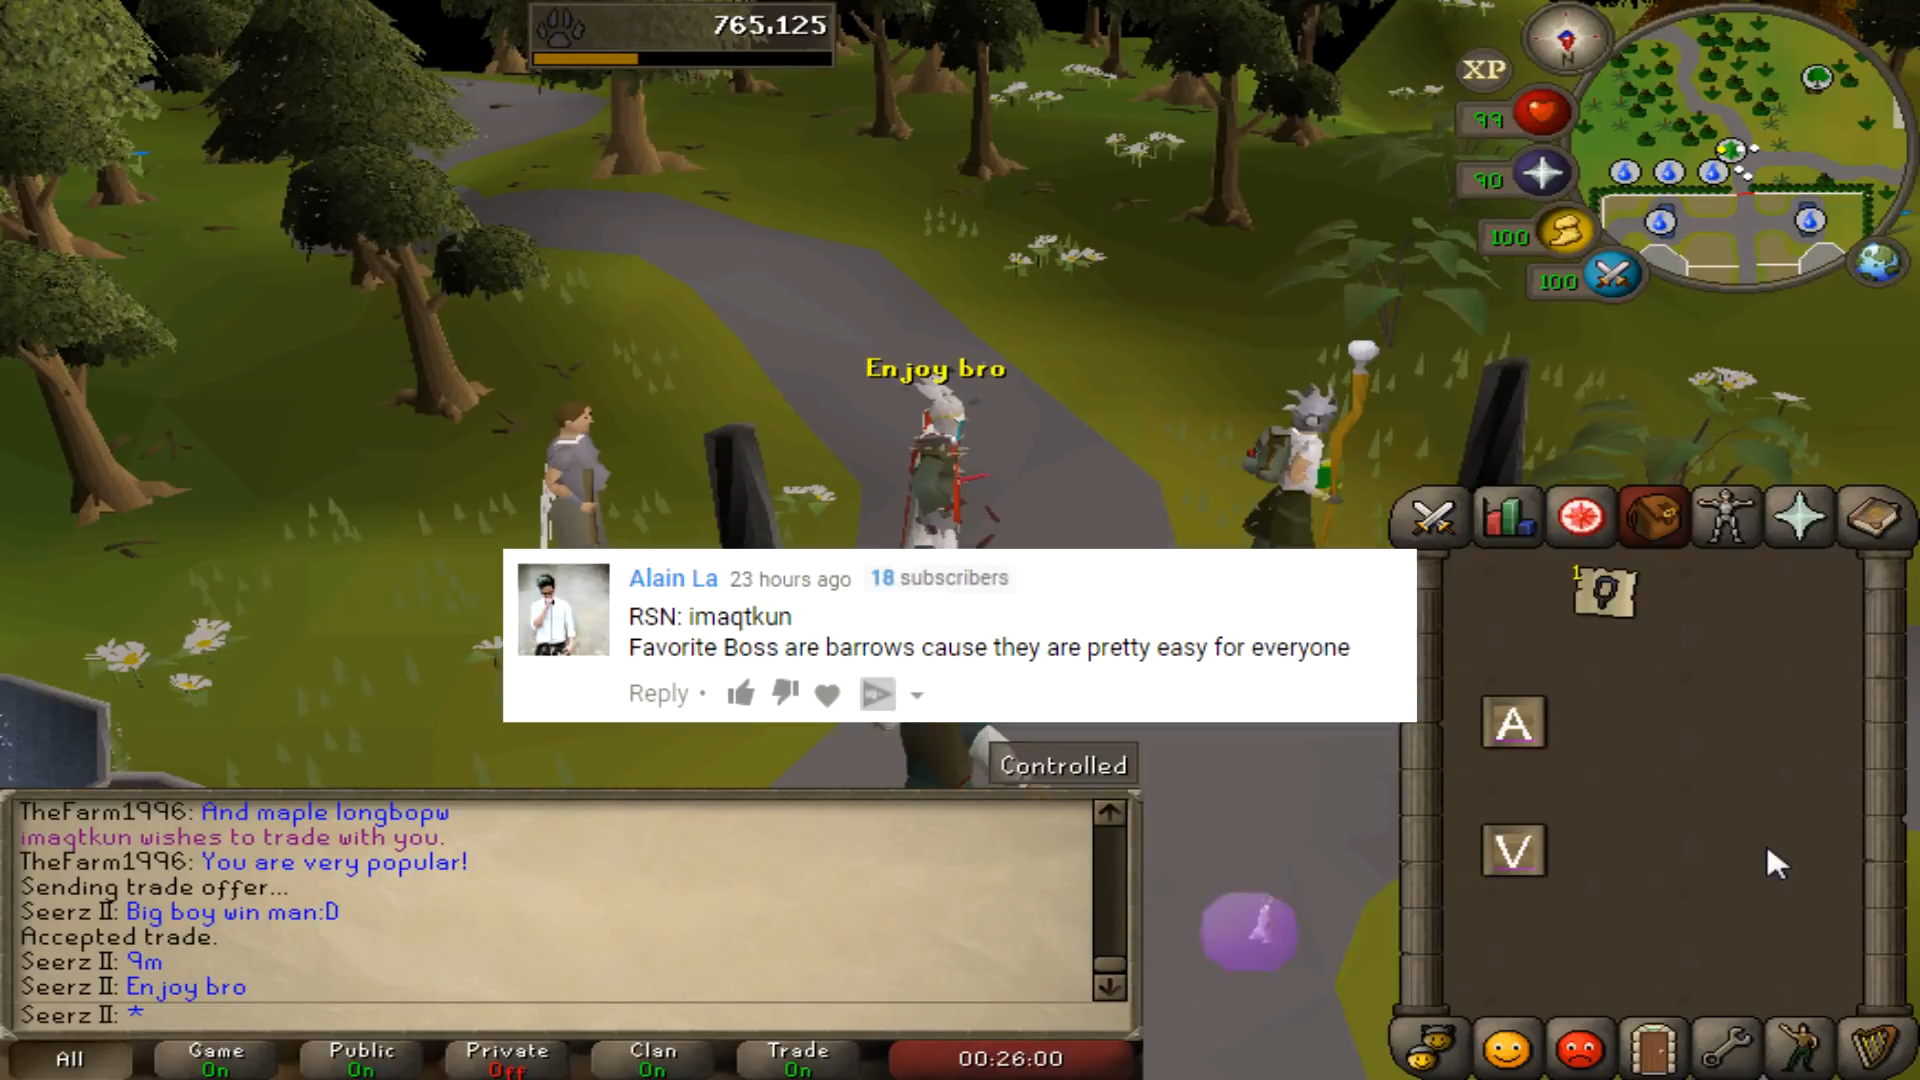 765,125
XP
N
99
90
100
100
Enjoy bro
1
Alain La 23 hours ago 18 subscribers
RSN: imaqtkun
Favorite Boss are barrows cause they are pretty easy for everyone
Reply •
A
V
Controlled
TheFarm1996: And maple longbopw
imaqtkun wishes to trade with you.
TheFarm1996: You are very popular!
Sending trade offer...
Seerz II: Big boy win man:D
Accepted trade.
Seerz II: 9m
Seerz II: Enjoy bro
Seerz II: *
All
Game Public Private Clan Trade
On On Off On On
00:26:00